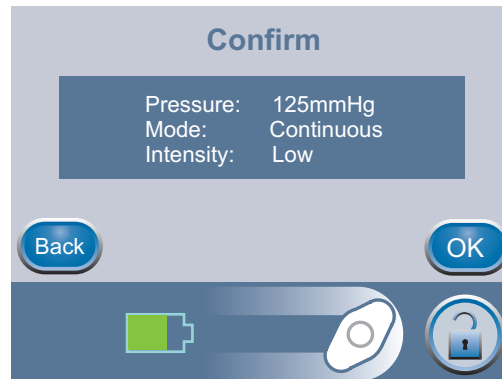 Confirm
Pressure: 125mmHg
Mode: Continuous
Intensity: Low
Back
OK